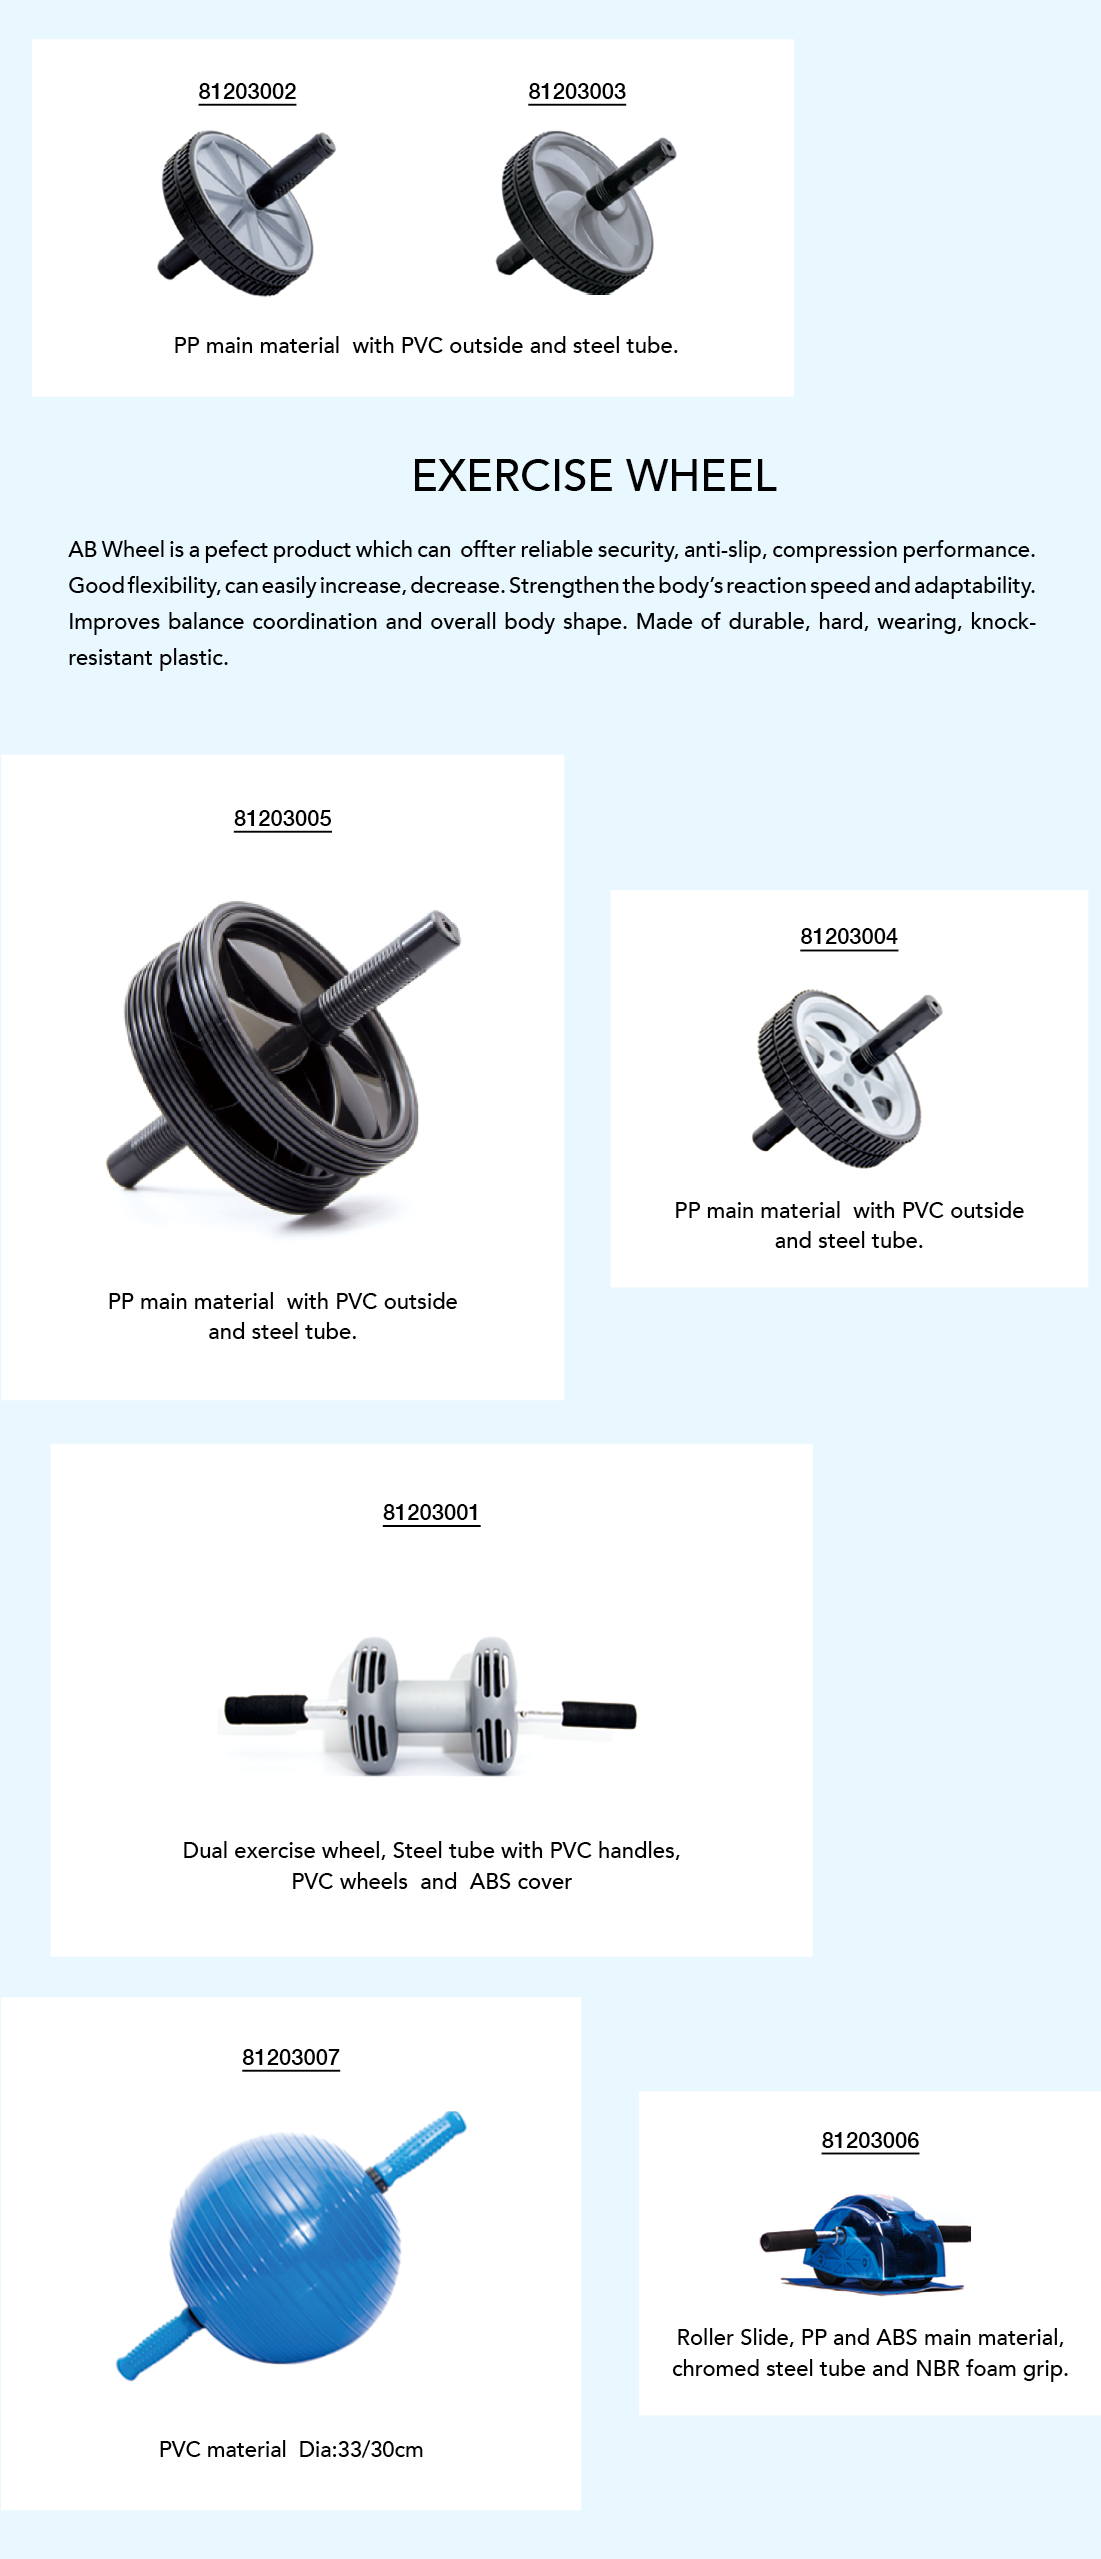 81203002 81203003
PP main material  with PVC outside and steel tube.
EXERCISE WHEEL
AB Wheel is a pefect product which can  offter reliable security, anti-slip, compression performance.
Good flexibility, can easily increase, decrease. Strengthen the body’s reaction speed and adaptability.
Improves balance coordination and overall body shape. Made of durable, hard, wearing, knock-
resistant plastic.
81203005
PP main material  with PVC outside
and steel tube.
81203004
PP main material  with PVC outside
and steel tube.
81203001
Dual exercise wheel, Steel tube with PVC handles,
PVC wheels  and  ABS cover
81203007
PVC material  Dia:33/30cm
81203006
Roller Slide, PP and ABS main material,
chromed steel tube and NBR foam grip.